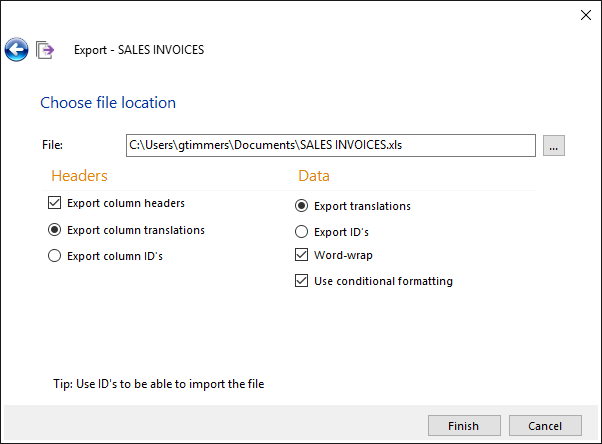 Export - SALES INVOICES
Choose file location
File: C:\Users\gtimmers\Documents\SALES INVOICES.xls ...
Headers
Export column headers
Export column translations
Export column ID's
Data
Export translations
Export ID's
Word-wrap
Use conditional formatting
Tip: Use ID's to be able to import the file
Finish Cancel